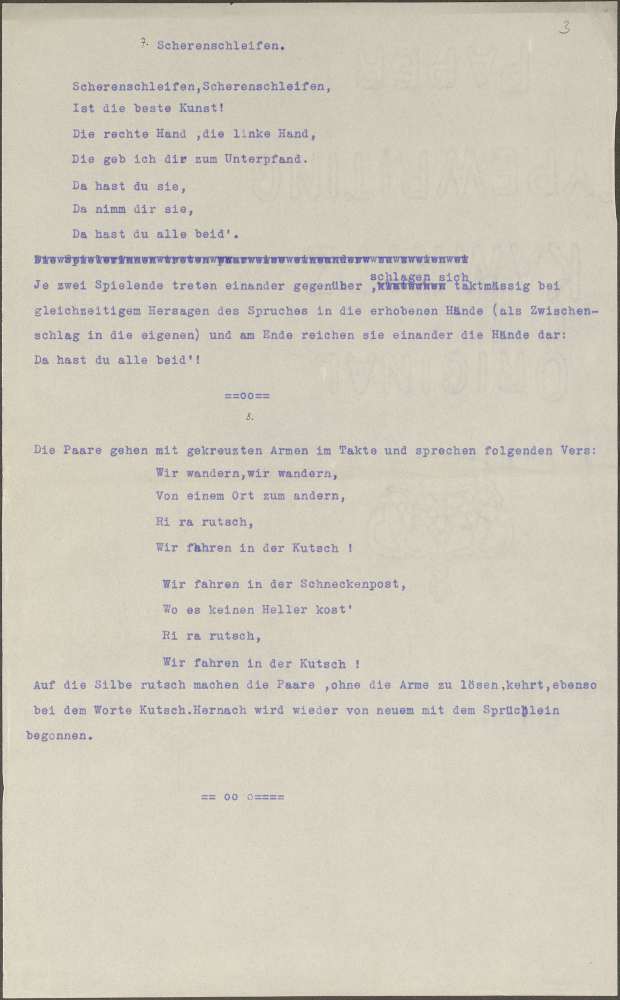 3
7. Scherenschleifen.
Scherenschleifen,Scherenschleifen,
Ist die beste Kunst!
Die rechte Hand ,die linke Hand,
Die geb ich dir zum Unterpfand.
Da hast du sie,
Da nimm dir sie,
Da hast du alle beid'.
schlagen sich
Je zwei Spielende treten einander gegenüber , taktmässig bei
gleichzeitigem Hersagen des Spruches in die erhobenen Hände (als Zwischen-
schlag in die eigenen) und am Ende reichen sie einander die Hände dar:
Da hast du alle beid'!
==oo==
8.
Die Paare gehen mit gekreuzten Armen im Takte und sprechen folgenden Vers:
Wir wandern,wir wandern,
Von einem Ort zum andern,
Ri ra rutsch,
Wir fahren in der Kutsch !
Wir fahren in der Schneckenpost,
Wo es keinen Heller kost'
Ri ra rutsch,
Wir fahren in der Kutsch !
Auf die Silbe rutsch machen die Paare ,ohne die Arme zu lösen,kehrt,ebenso
bei dem Worte Kutsch.Hernach wird wieder von neuem mit dem Sprüchlein
begonnen.
== oo o====